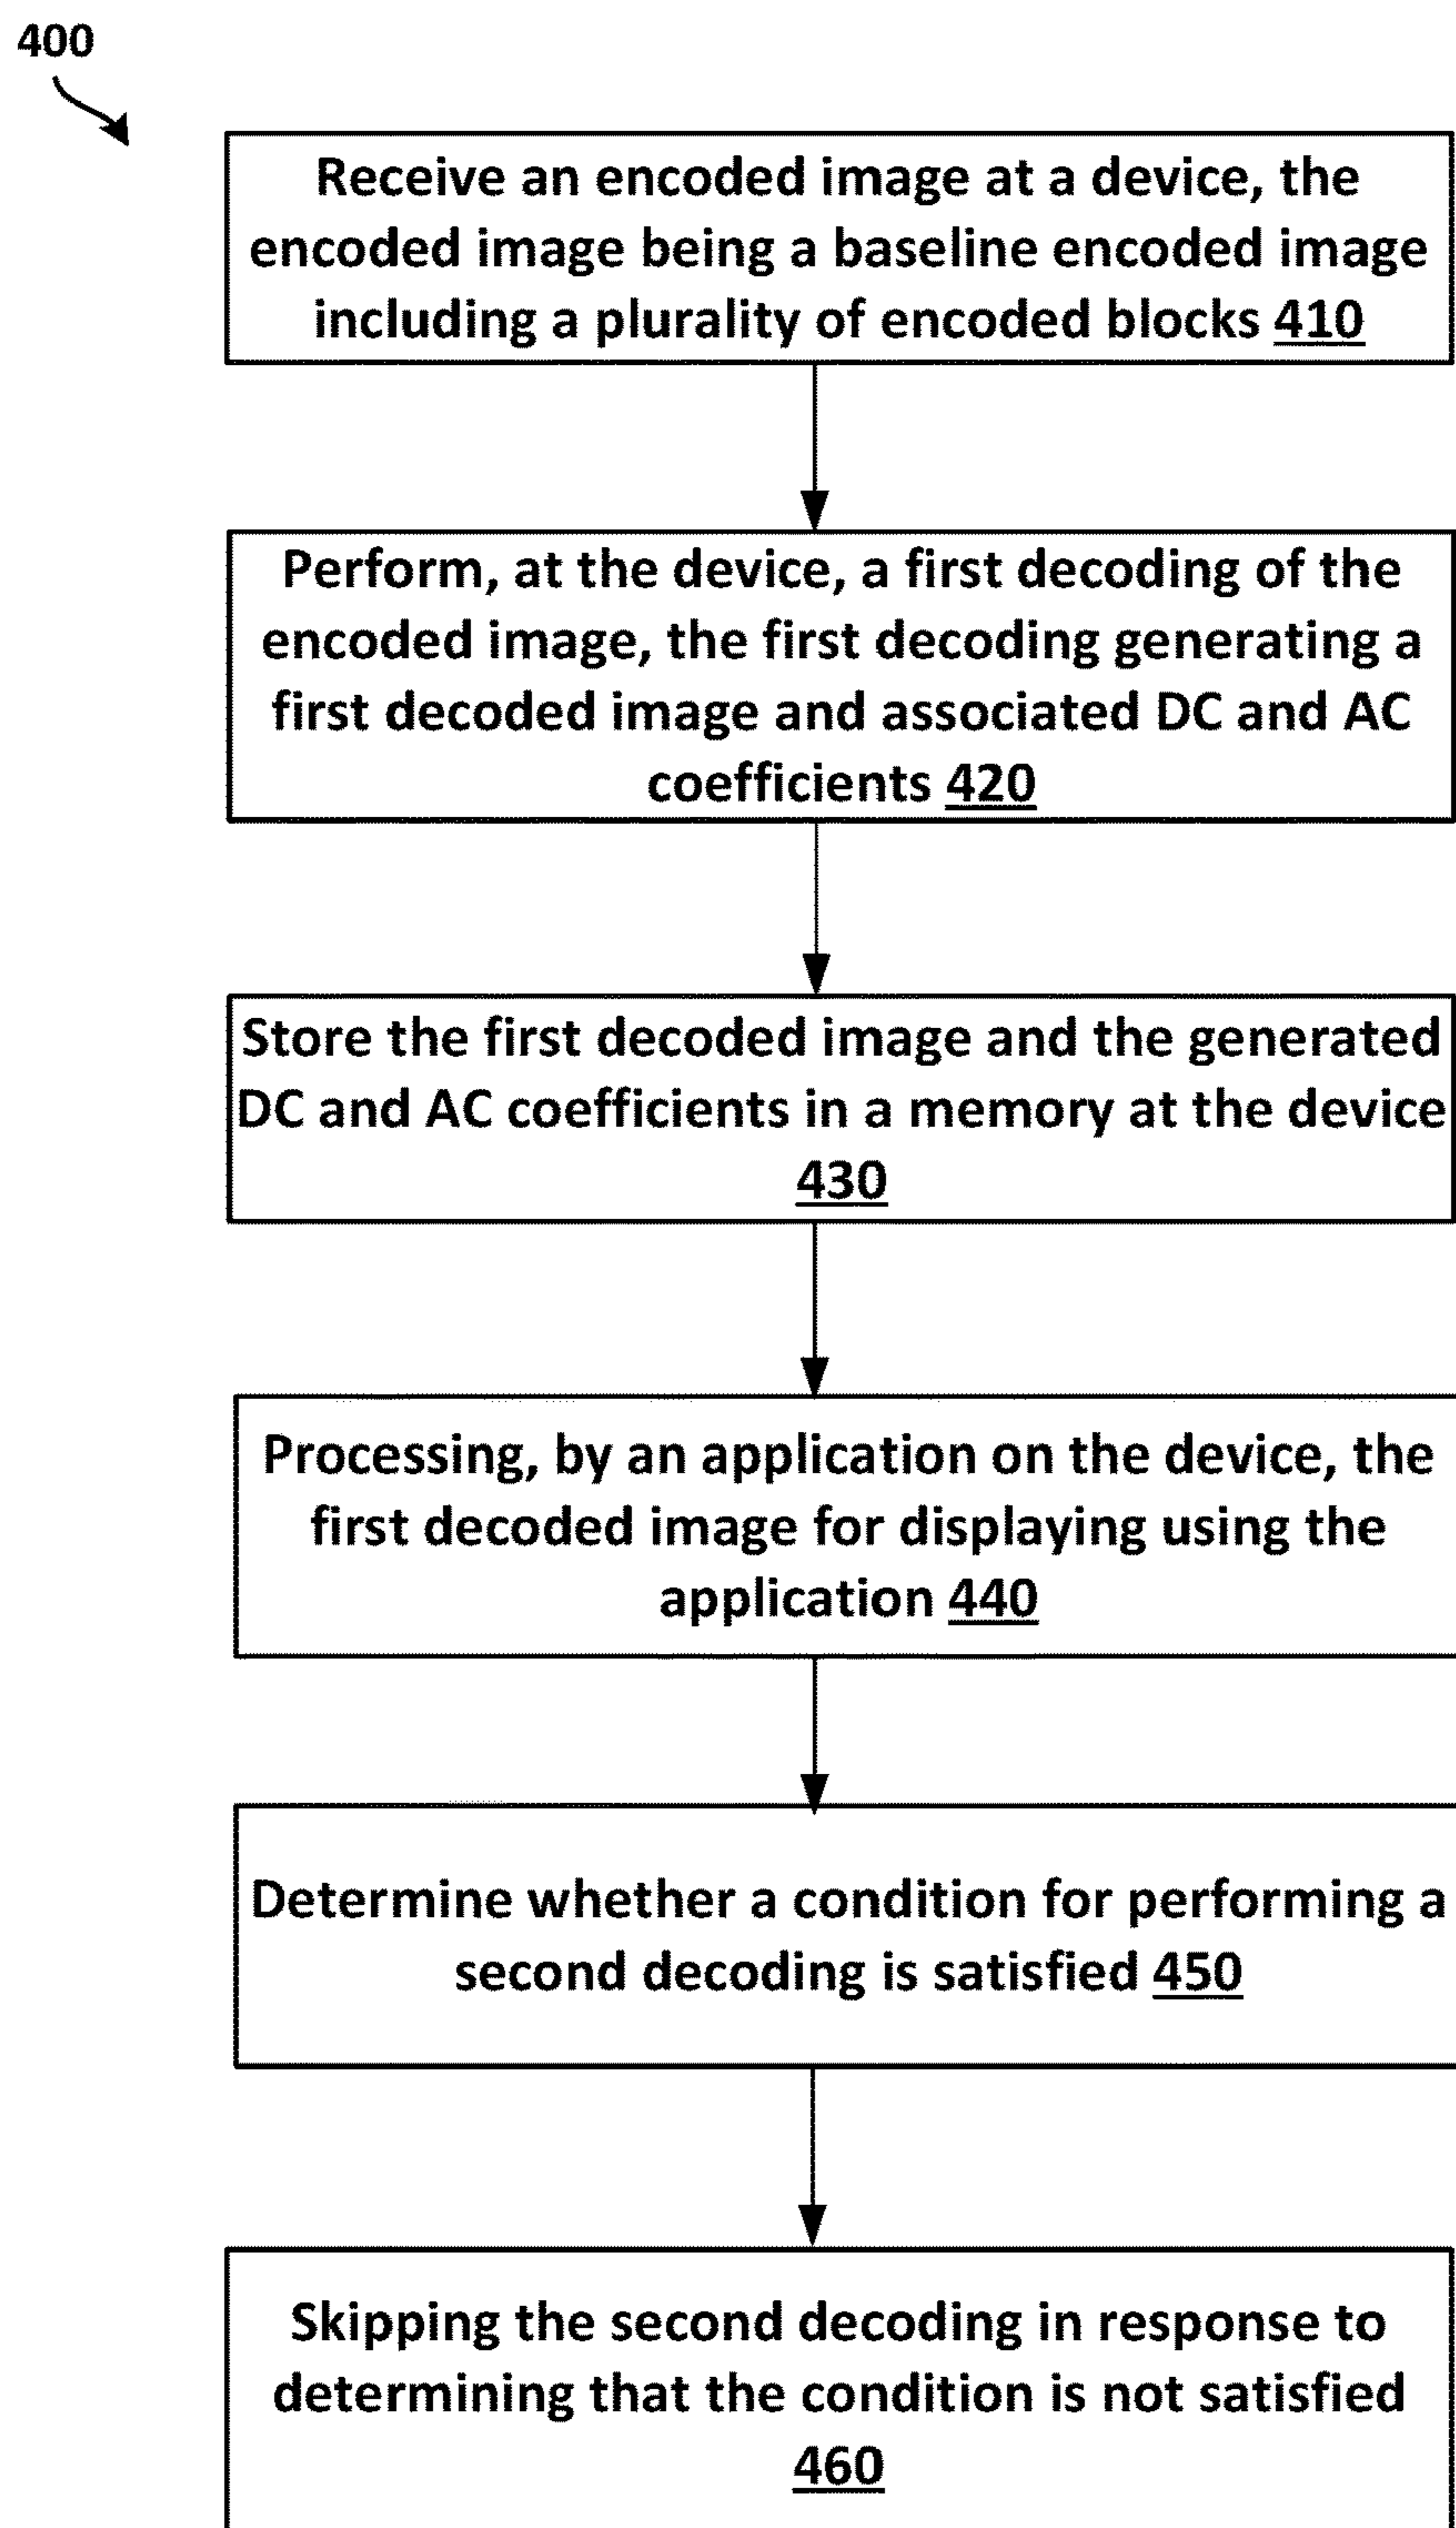 400
Receive an encoded image at a device, the
encoded image being a baseline encoded image
including a plurality of encoded blocks 410
Perform, at the device, a first decoding of the
encoded image, the first decoding generating a
first decoded image and associated DC and AC
coefficients 420
Store the first decoded image and the generated
DC and AC coefficients in a memory at the device
430
Processing, by an application on the device, the
first decoded image for displaying using the
application 440
Determine whether a condition for performing a
second decoding is satisfied 450
Skipping the second decoding in response to
determining that the condition is not satisfied
460